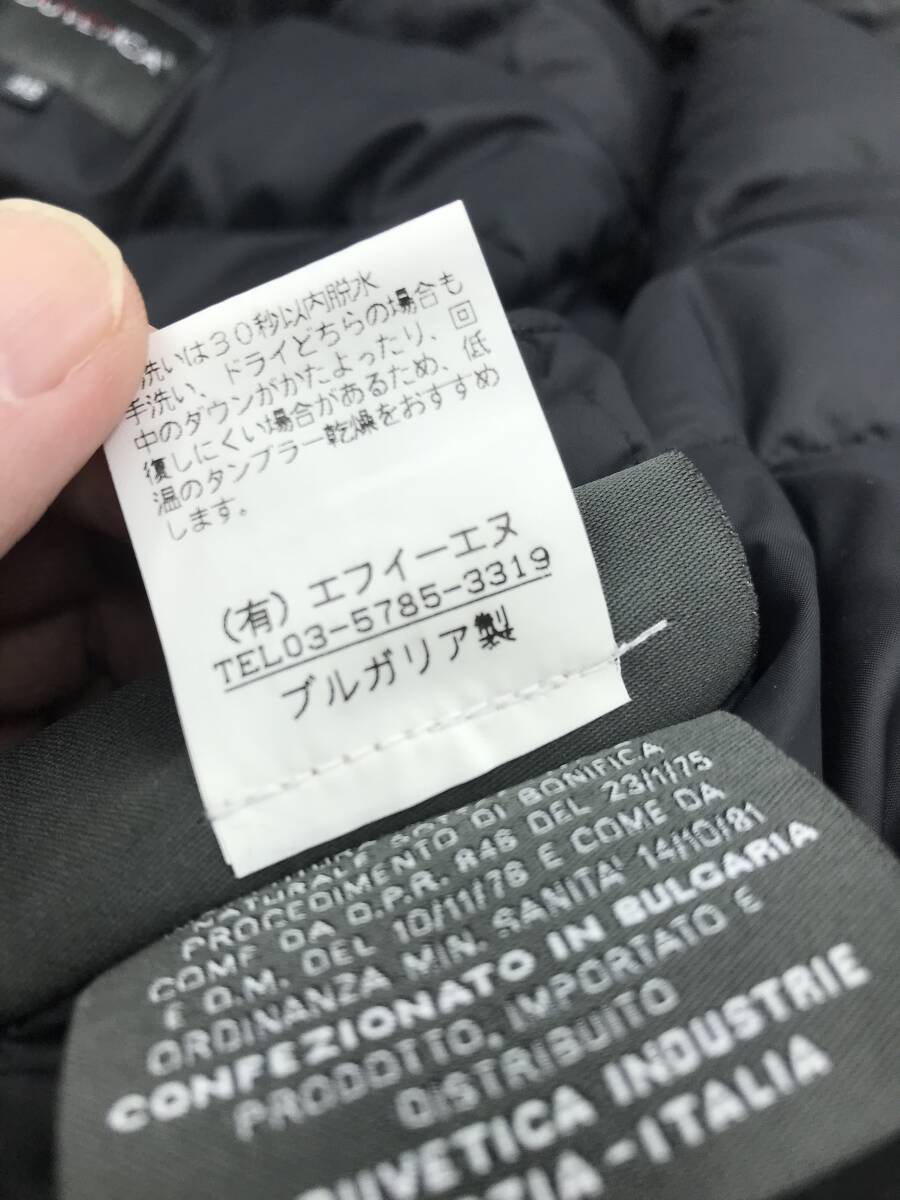 洗いは３０秒以内脱水
手洗い、ドライどちらの場合も
中のダウンがかたよったり、回
復しにくい場合があるため、低
温のタンブラー乾燥をおすすめ
します。
(有) エフイーエヌ
TEL03-5785-3319
ブルガリア製
BONIFICA
PROCEDIMENTO DI
COME DA D.P.R. 845 DEL 23/1/75
E D.M. DEL 10/11/76 E COME DA
ORDINANZA MIN. SANITA' 14/10/81
CONFEZIONATO IN BULGARIA
PRODOTTO, IMPORTATO E
DISTRIBUITO
DUVETICA INDUSTRIE
ITALIA